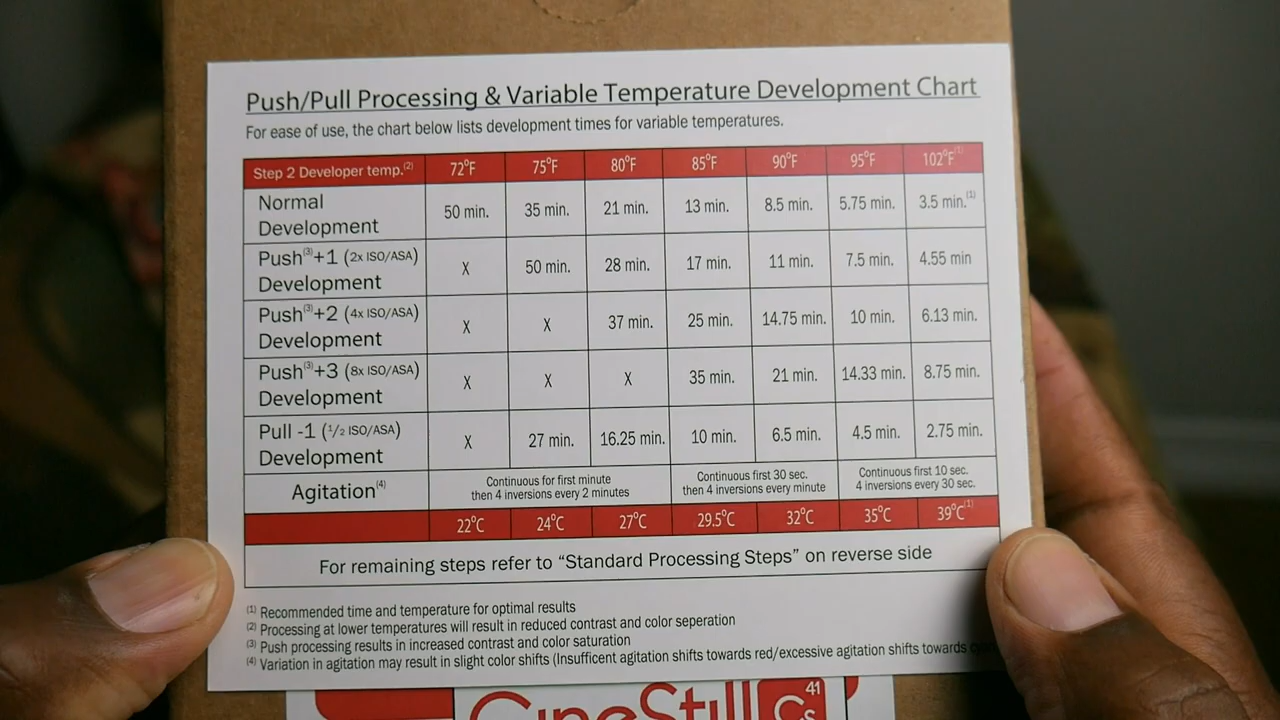 Push/Pull Processing & Variable Temperature Development Chart
For ease of use, the chart below lists development times for variable temperatures.
Step 2 Developer temp.(2) 72°F 75°F 80°F 85°F 90°F 95°F 102°F(1)
Normal Development 50 min. 35 min. 21 min. 13 min. 8.5 min. 5.75 min. 3.5 min.(1)
Push(3)+1 (2x ISO/ASA) Development X 50 min. 28 min. 17 min. 11 min. 7.5 min. 4.55 min
Push(3)+2 (4x ISO/ASA) Development X X 37 min. 25 min. 14.75 min. 10 min. 6.13 min.
Push(3)+3 (8x ISO/ASA) Development X X X 35 min. 21 min. 14.33 min. 8.75 min.
Pull -1 (1/2 ISO/ASA) Development X 27 min. 16.25 min. 10 min. 6.5 min. 4.5 min. 2.75 min.
Agitation(4) Continuous for first minute then 4 inversions every 2 minutes Continuous first 30 sec. then 4 inversions every minute Continuous first 10 sec. 4 inversions every 30 sec.
22°C 24°C 27°C 29.5°C 32°C 35°C 39°C(1)
For remaining steps refer to “Standard Processing Steps” on reverse side
(1) Recommended time and temperature for optimal results
(2) Processing at lower temperatures will result in reduced contrast and color seperation
(3) Push processing results in increased contrast and color saturation
(4) Variation in agitation may result in slight color shifts (Insufficent agitation shifts towards red/excessive agitation shifts towards
CineStill Cs 41